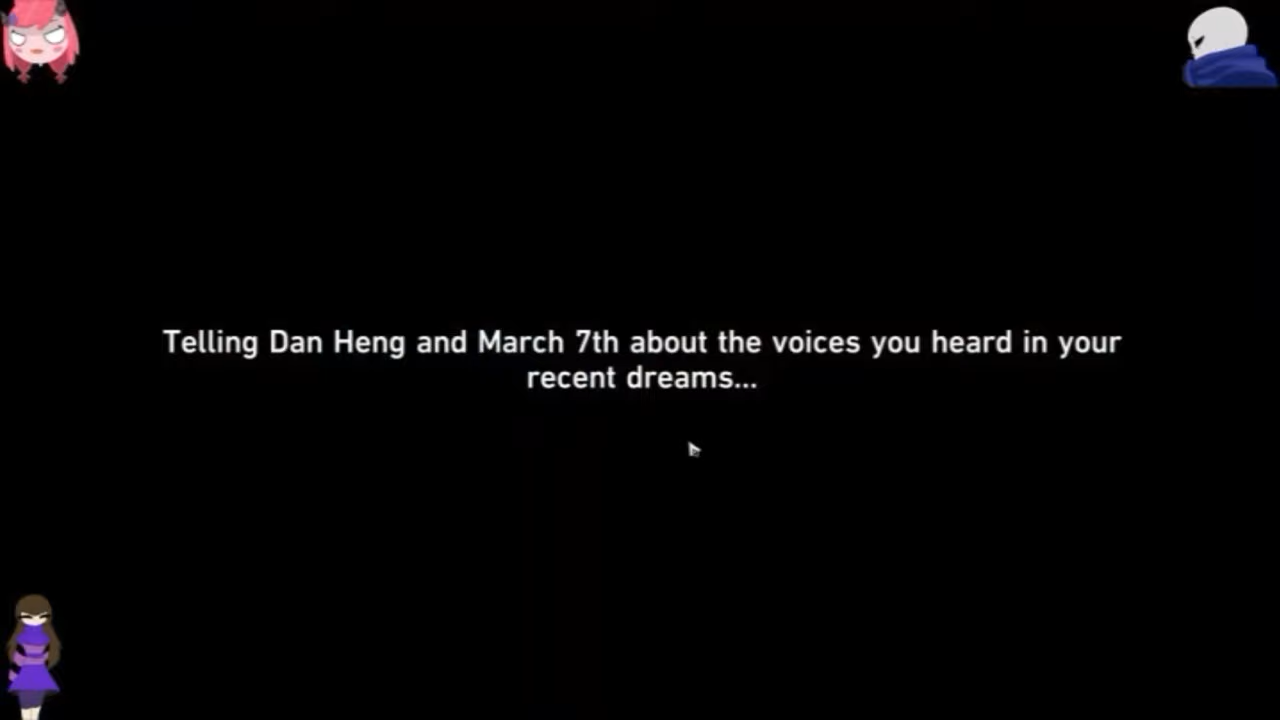 Telling Dan Heng and March 7th about the voices you heard in your
recent dreams...